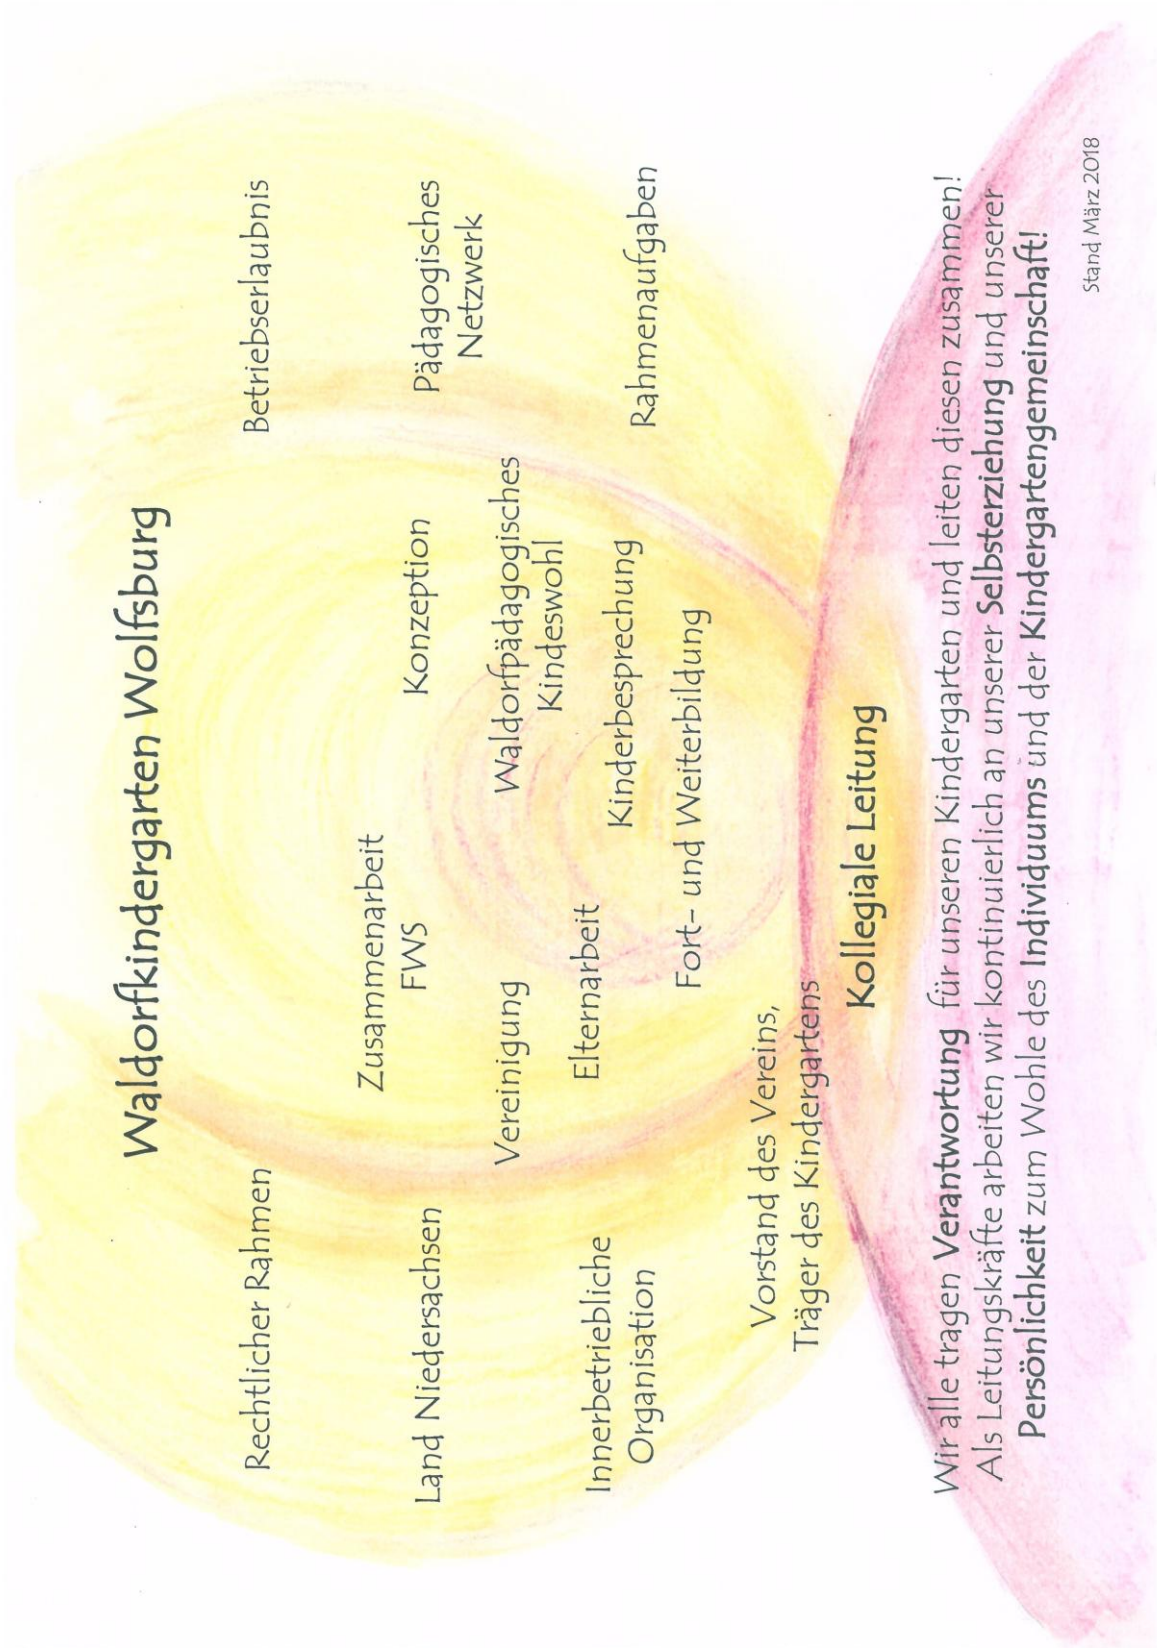 Waldorfkindergarten Wolfsburg
Rechtlicher Rahmen
Betriebserlaubnis
Zusammenarbeit
FWS
Konzeption
Land Niedersachsen
Pädagogisches
Netzwerk
Vereinigung
Waldorfpädagogisches
Kindeswohl
Elternarbeit
Kinderbesprechung
Innerbetriebliche
Organisation
Rahmenaufgaben
Fort- und Weiterbildung
Vorstand des Vereins,
Träger des Kindergartens
Kollegiale Leitung
Wir alle tragen Verantwortung für unseren Kindergarten und leiten diesen zusammen!
Als Leitungskräfte arbeiten wir kontinuierlich an unserer Selbsterziehung und unserer
Persönlichkeit zum Wohle des Individuums und der Kindergartengemeinschaft!
Stand März 2018